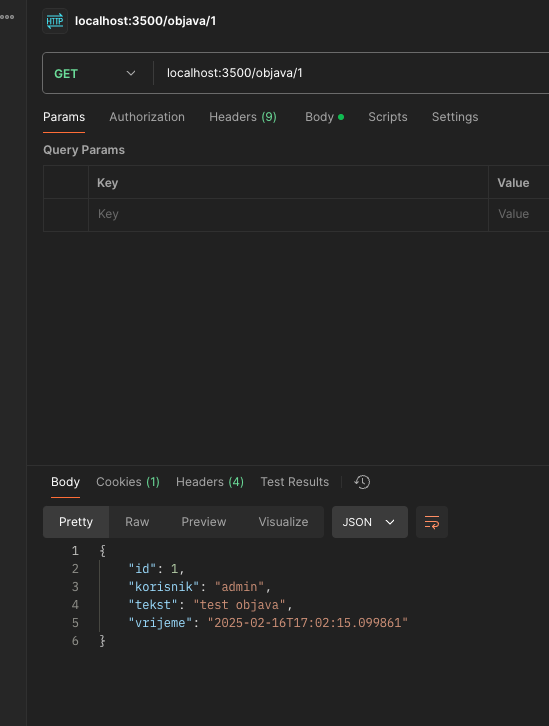 HTTP localhost:3500/objava/1
GET localhost:3500/objava/1
Params Authorization Headers (9) Body Scripts Settings
Query Params
Key Value
Key Value
Body Cookies (1) Headers (4) Test Results
Pretty Raw Preview Visualize JSON
1 {
2 "id": 1,
3 "korisnik": "admin",
4 "tekst": "test objava",
5 "vrijeme": "2025-02-16T17:02:15.099861"
6 }